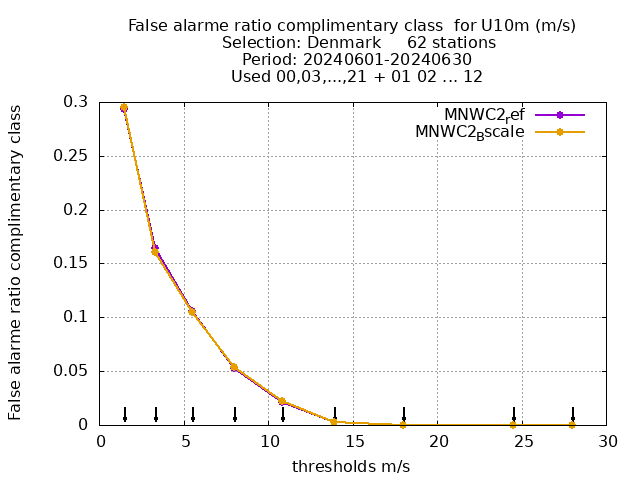 False alarme ratio complimentary class  for U10m (m/s)
Selection: Denmark     62 stations
Period: 20240601-20240630
Used 00,03,...,21 + 01 02 ... 12
False alarme ratio complimentary class
0.3
0.25
0.2
0.15
0.1
0.05
0
MNWC2ref
MNWC2Bscale
0 5 10 15 20 25 30
thresholds m/s